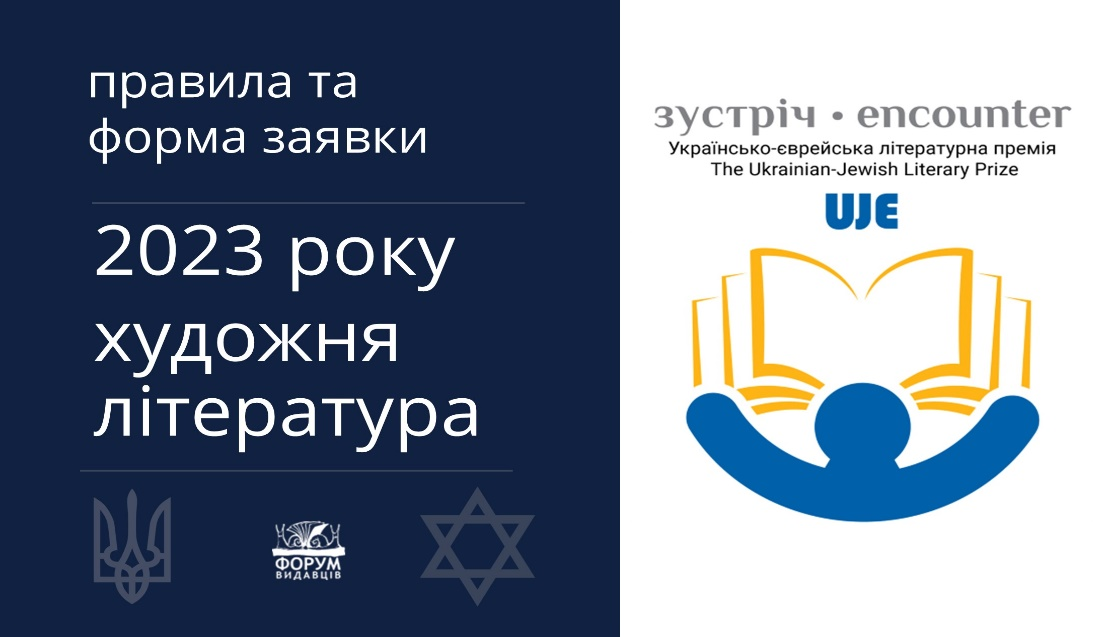 правила та
форма заявки
2023 року
художня
література
ФОРУМ
ВИДАВЦІВ
зустріч • encounter
Українсько-єврейська літературна премія
The Ukrainian-Jewish Literary Prize
UJE